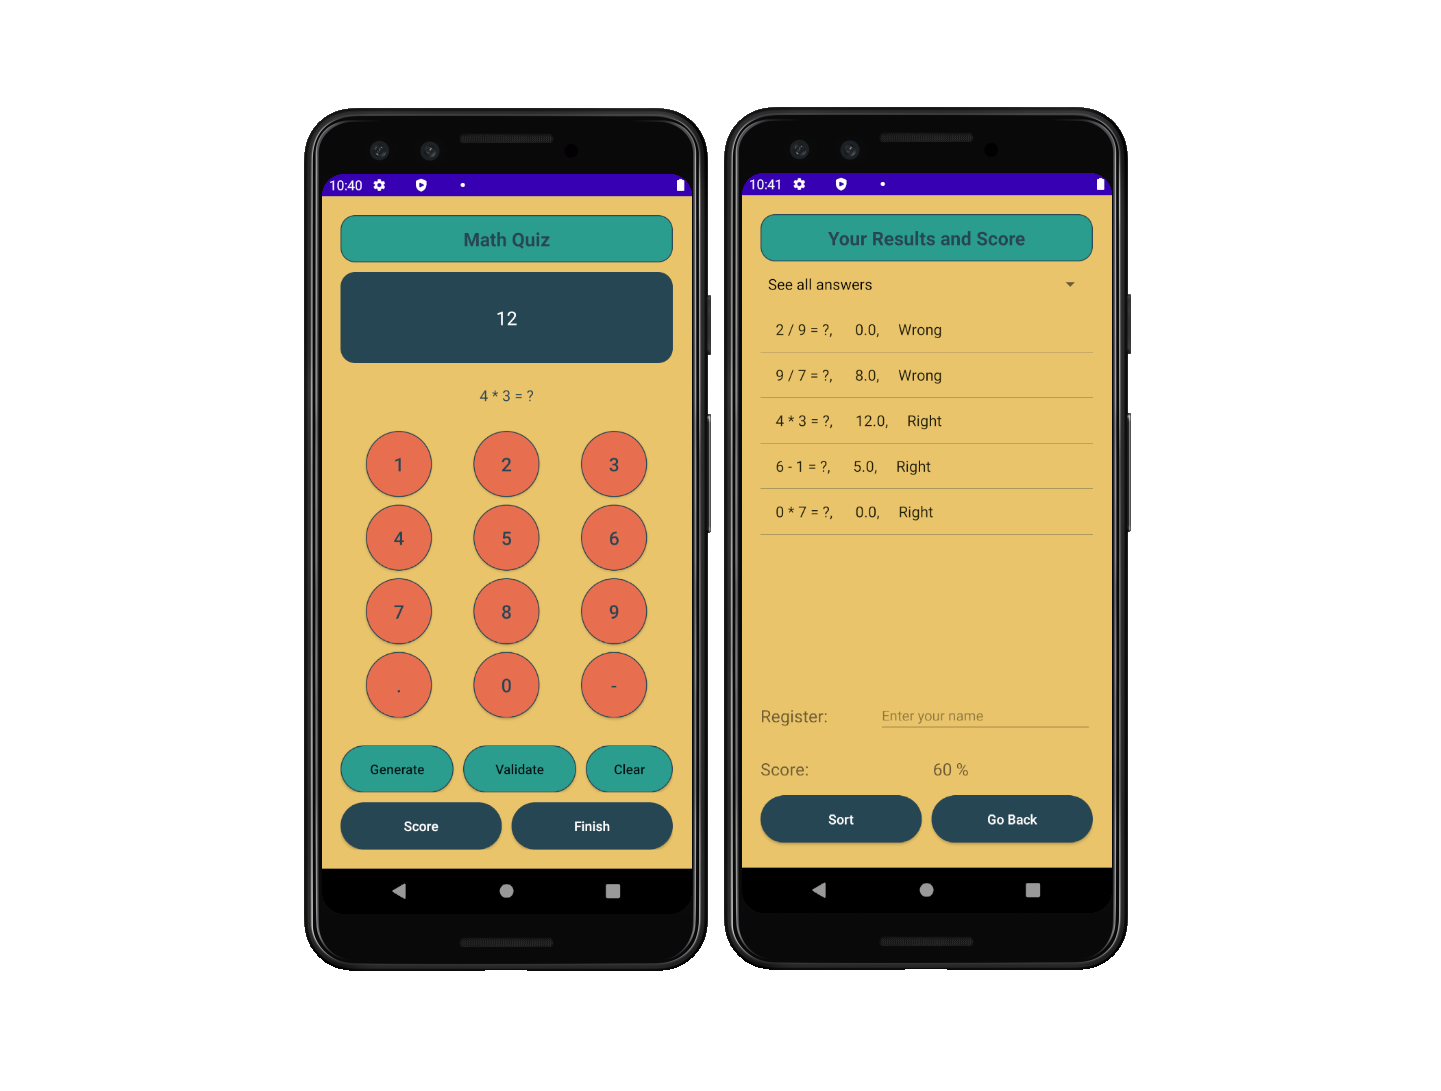 10:40
Math Quiz
12
4 * 3 = ?
1 2 3
4 5 6
7 8 9
. 0 -
Generate Validate Clear
Score Finish
10:41
Your Results and Score
See all answers
2 / 9 = ?, 0.0, Wrong
9 / 7 = ?, 8.0, Wrong
4 * 3 = ?, 12.0, Right
6 - 1 = ?, 5.0, Right
0 * 7 = ?, 0.0, Right
Register: Enter your name
Score: 60 %
Sort Go Back